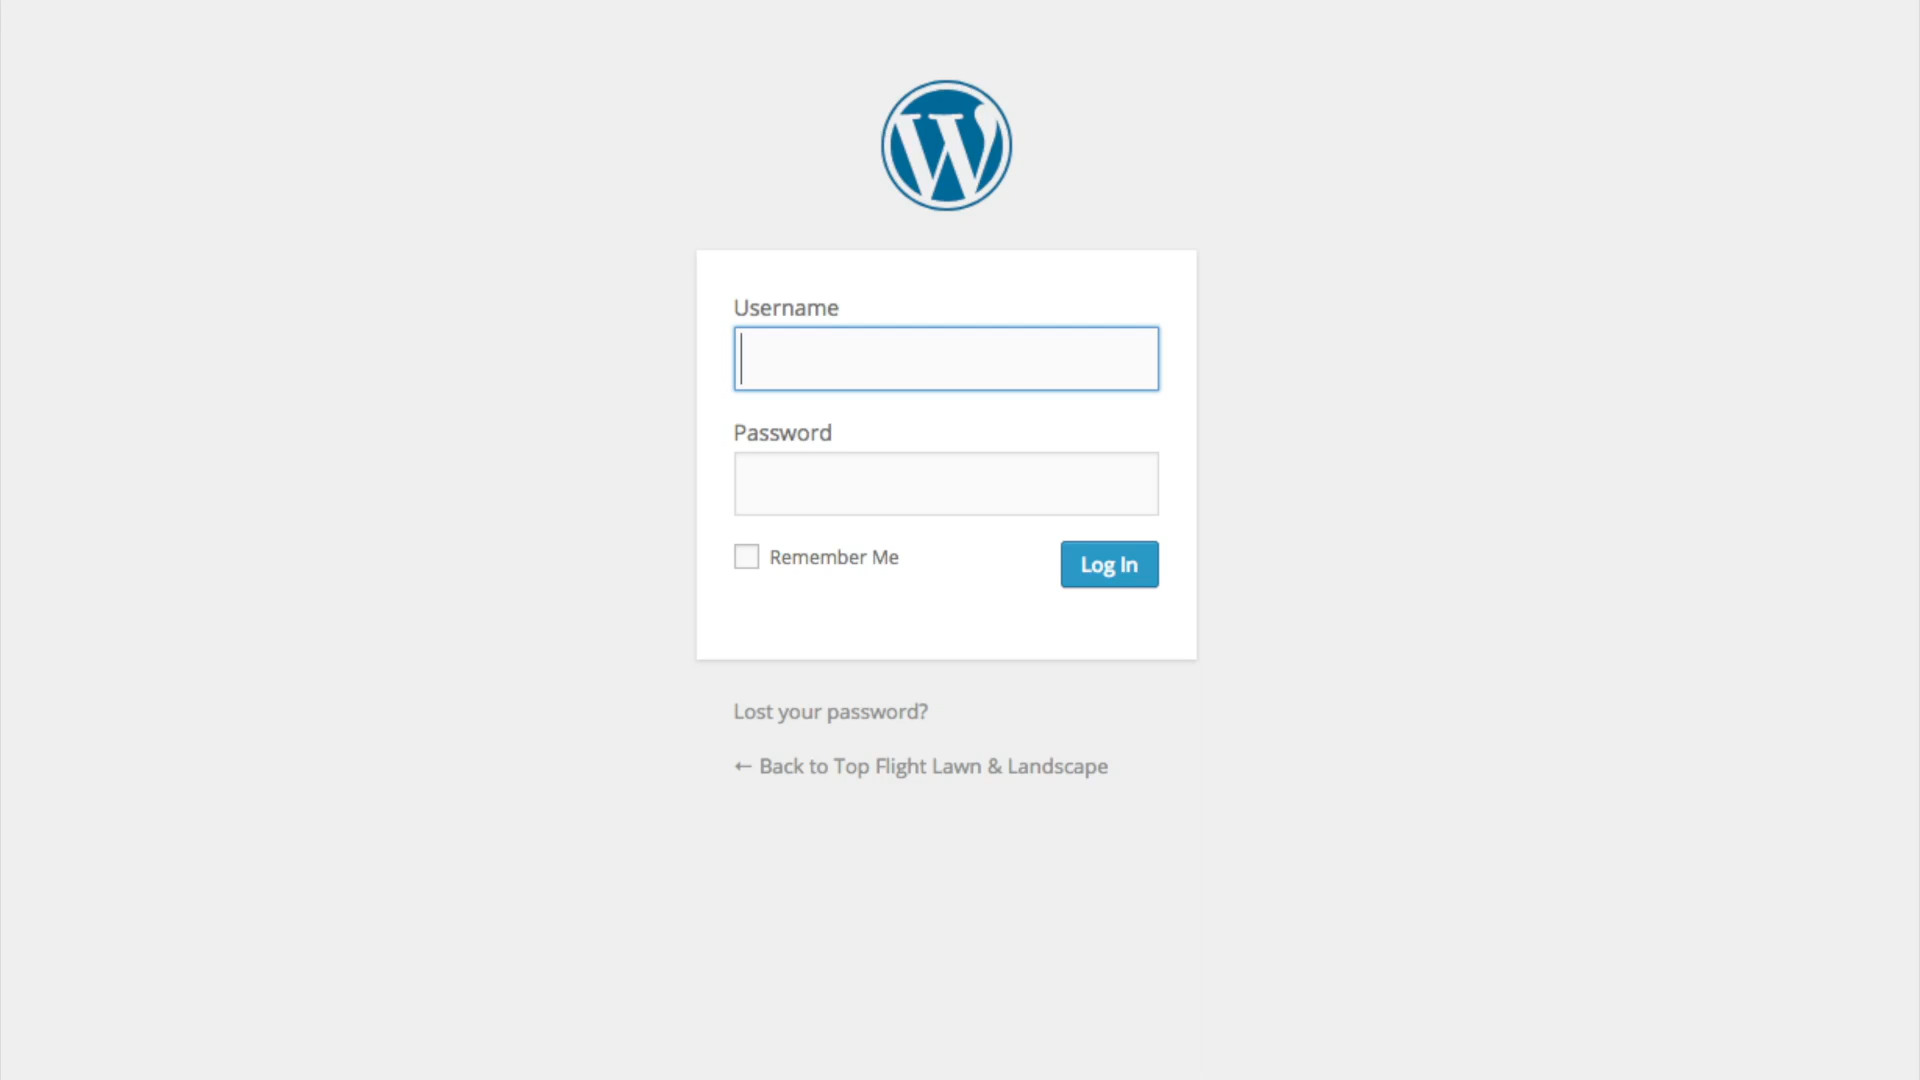 Username
Password
Remember Me
Log In
Lost your password?
← Back to Top Flight Lawn & Landscape